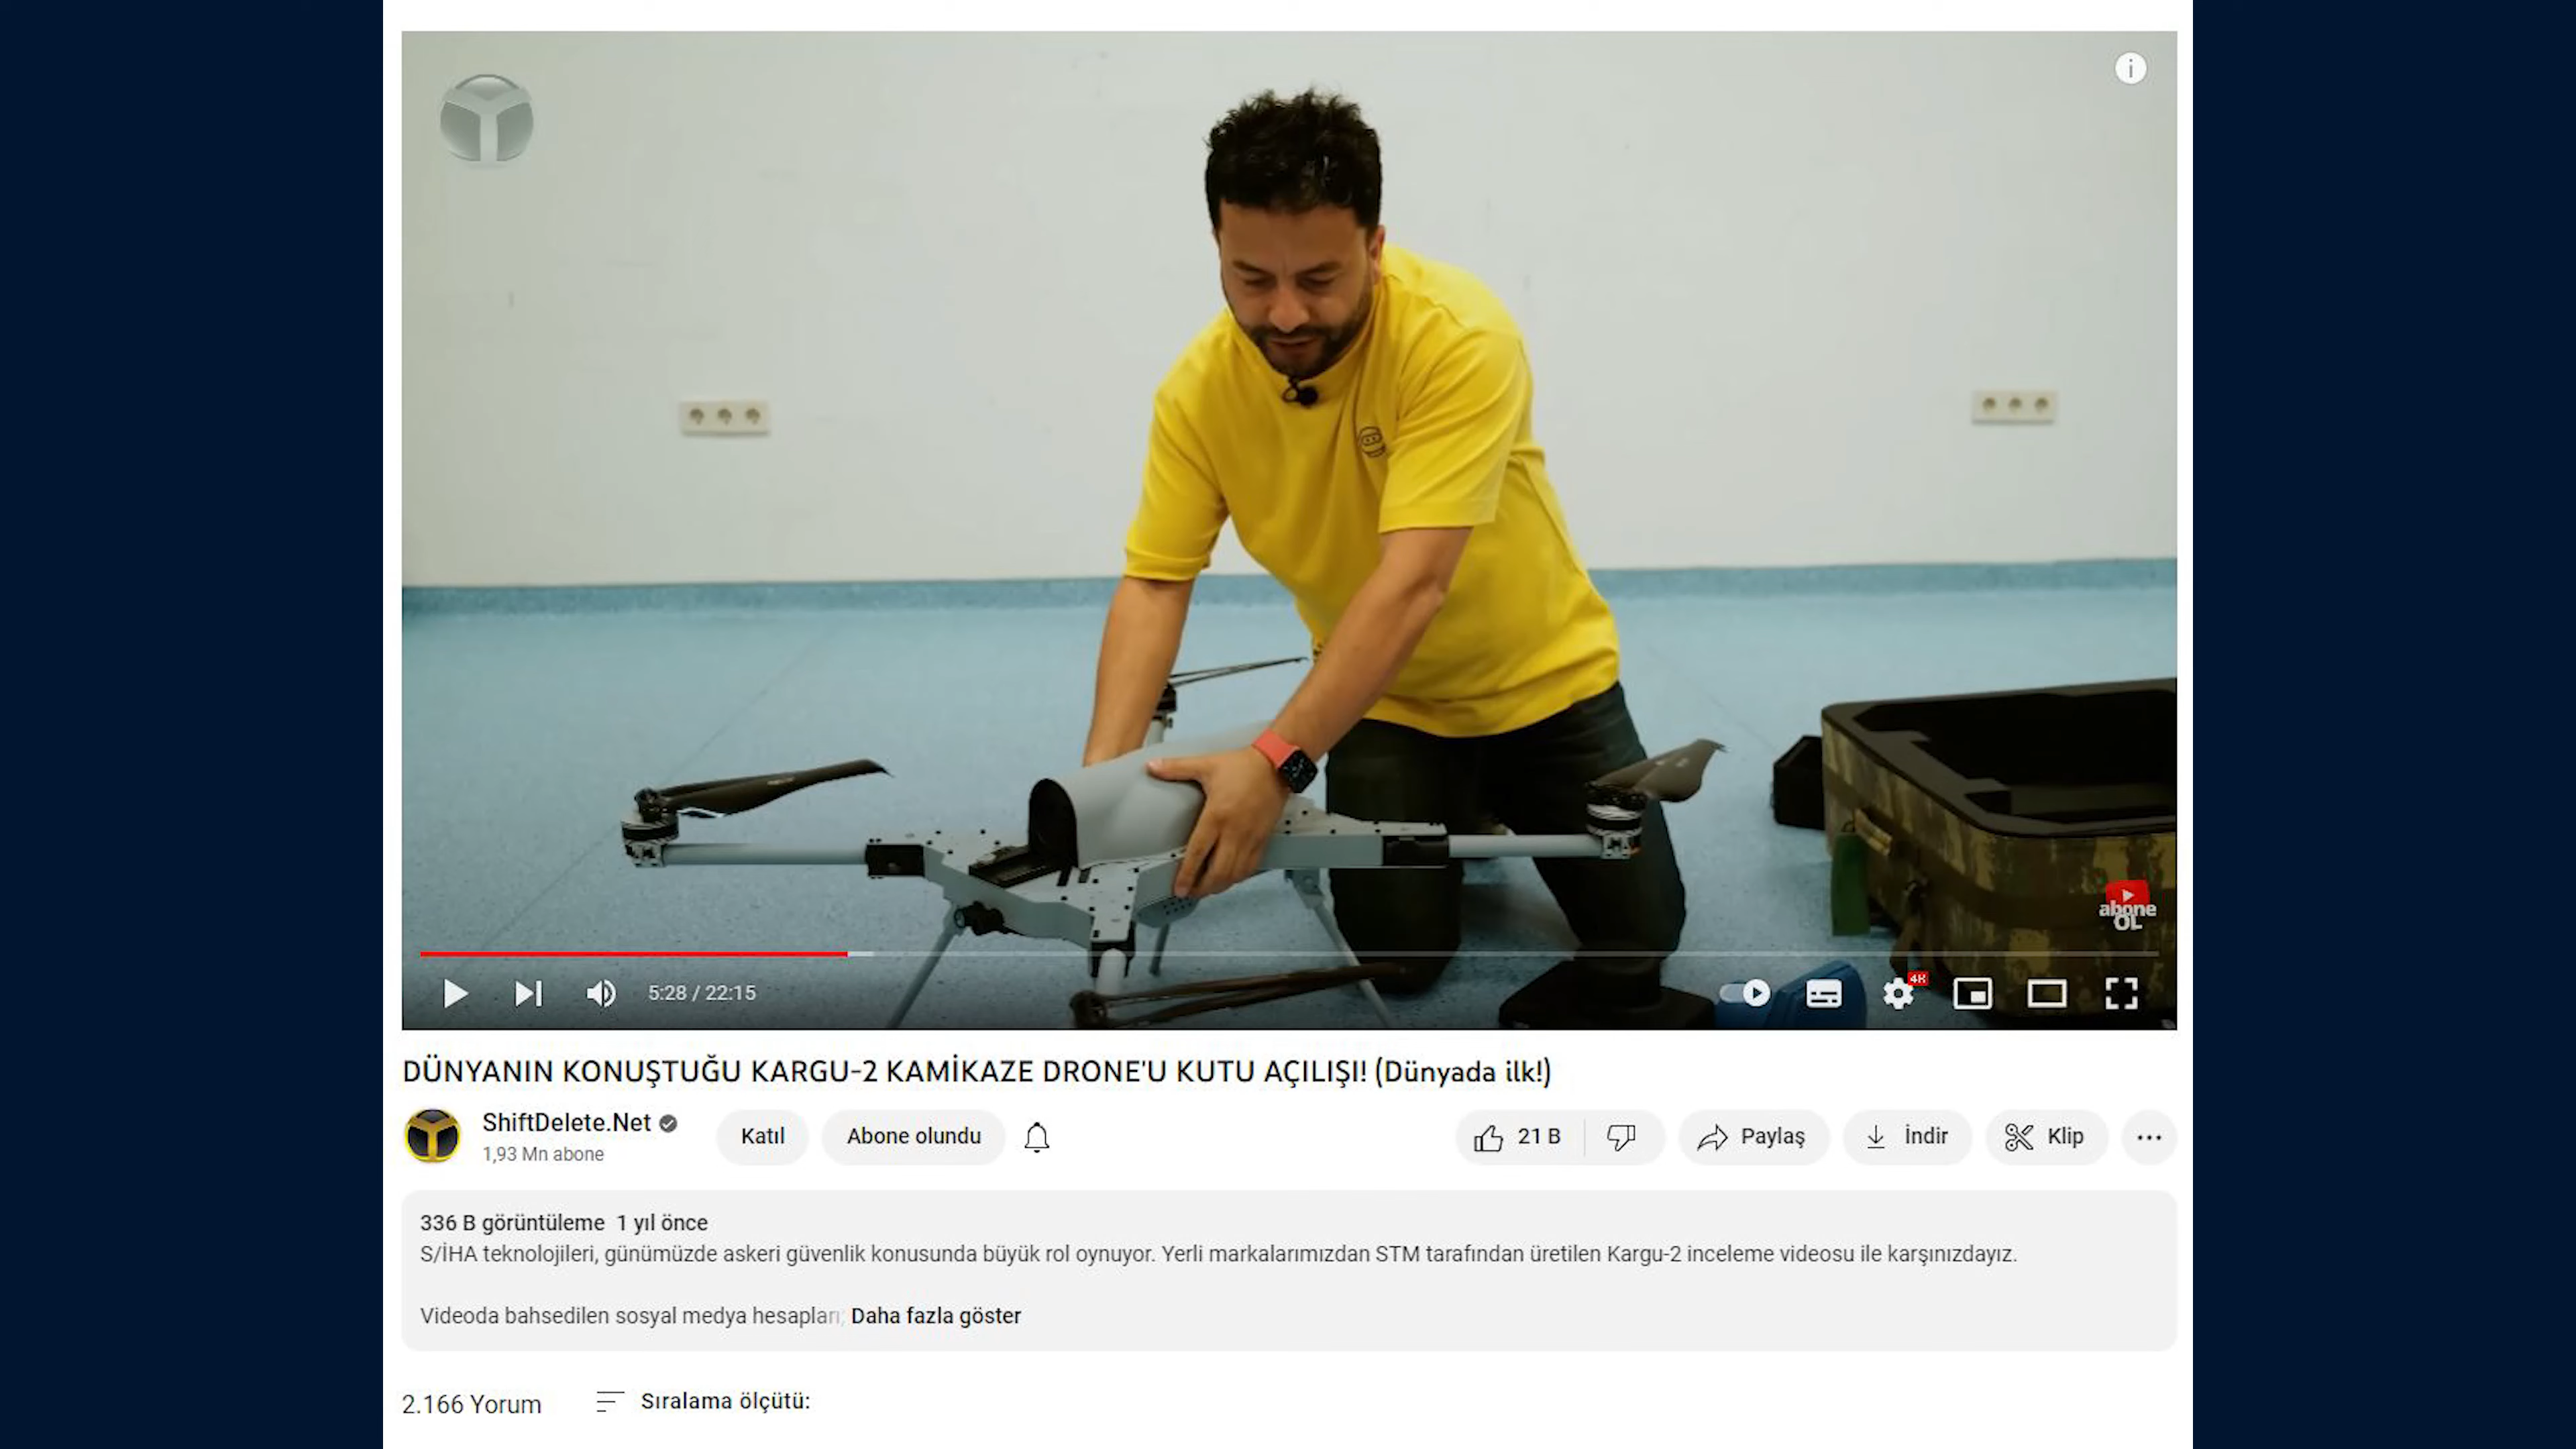 abone
OL
5:28 / 22:15
4K
DÜNYANIN KONUŞTUĞU KARGU-2 KAMİKAZE DRONE'U KUTU AÇILIŞI! (Dünyada ilk!)
ShiftDelete.Net
1,93 Mn abone
Katıl
Abone olundu
21 B
Paylaş
İndir
Klip
336 B görüntüleme 1 yıl önce
S/İHA teknolojileri, günümüzde askeri güvenlik konusunda büyük rol oynuyor. Yerli markalarımızdan STM tarafından üretilen Kargu-2 inceleme videosu ile karşınızdayız.
Videoda bahsedilen sosyal medya hesapları; Daha fazla göster
2.166 Yorum
Sıralama ölçütü: